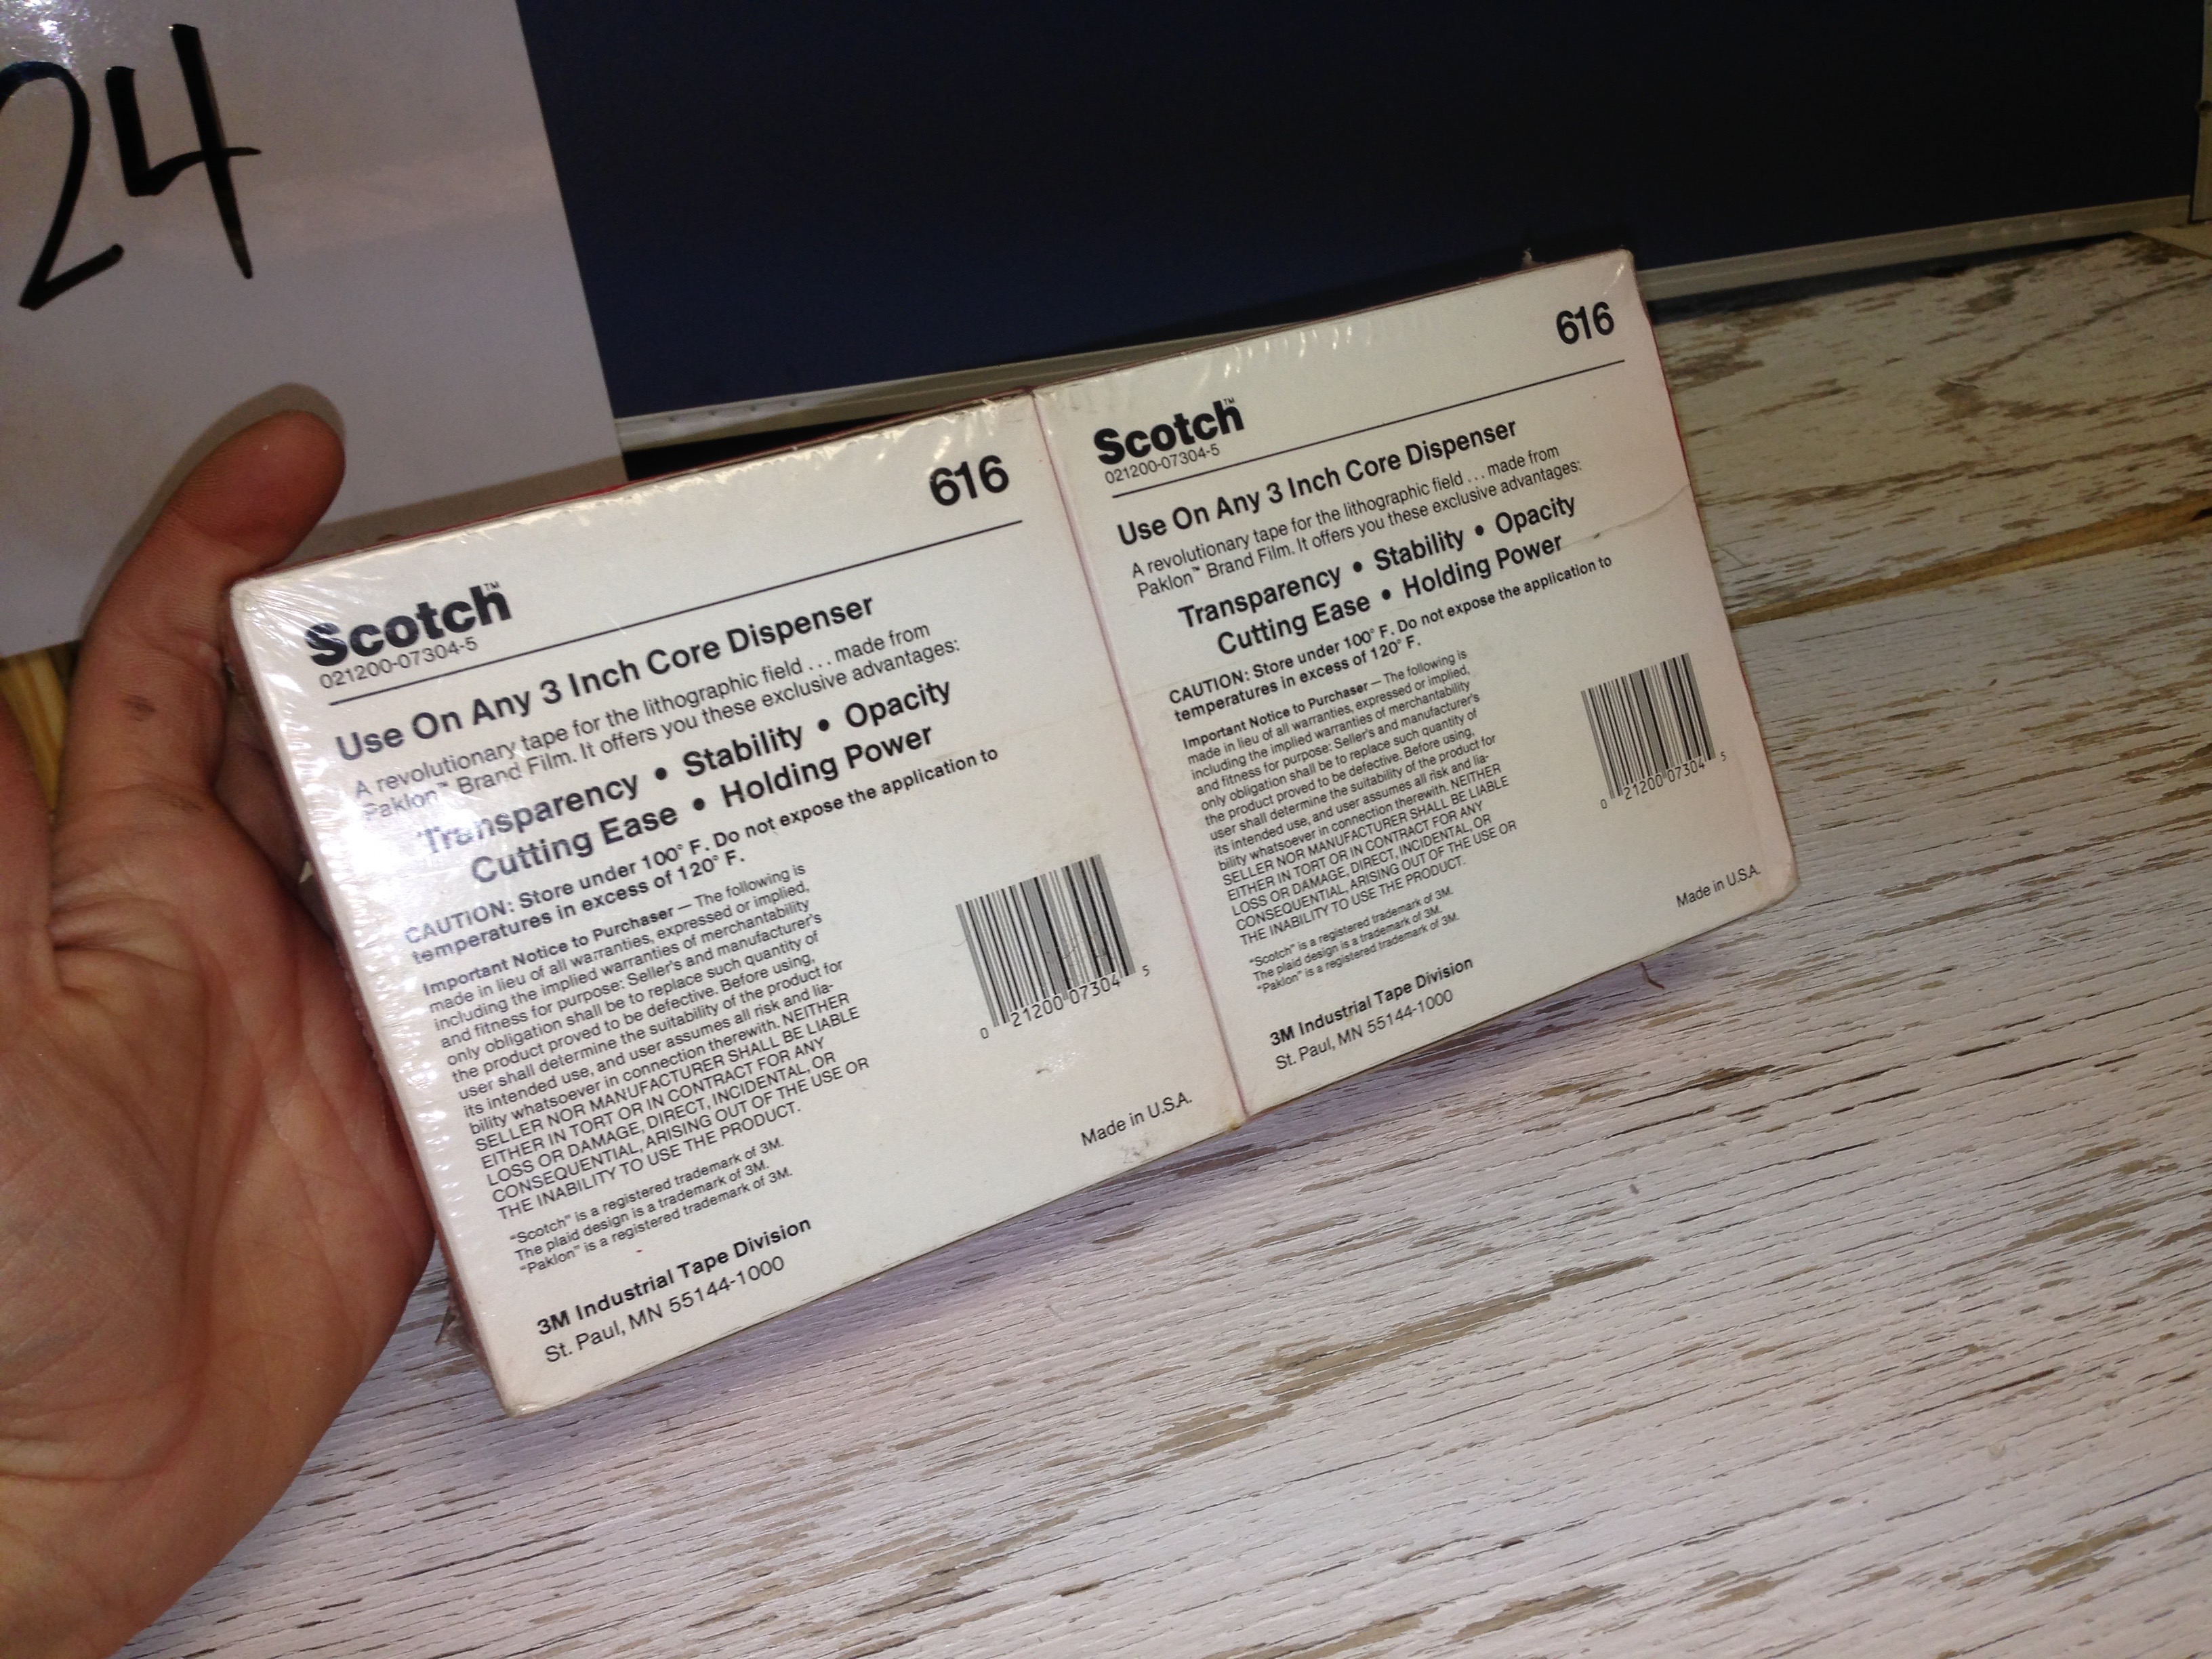 24
Scotch™
616
021200-07304-5
Use On Any 3 Inch Core Dispenser
A revolutionary tape for the lithographic field ... made from
Paklon™ Brand Film. It offers you these exclusive advantages:
Transparency • Stability • Opacity
Cutting Ease • Holding Power
CAUTION: Store under 100° F. Do not expose the application to
temperatures in excess of 120° F.
Important Notice to Purchaser — The following is
made in lieu of all warranties, expressed or implied,
including the implied warranties of merchantability
and fitness for purpose: Seller's and manufacturer's
only obligation shall be to replace such quantity of
the product proved to be defective. Before using,
user shall determine the suitability of the product for
its intended use, and user assumes all risk and lia-
bility whatsoever in connection therewith. NEITHER
SELLER NOR MANUFACTURER SHALL BE LIABLE
EITHER IN TORT OR IN CONTRACT FOR ANY
LOSS OR DAMAGE, DIRECT, INCIDENTAL, OR
CONSEQUENTIAL, ARISING OUT OF THE USE OR
THE INABILITY TO USE THE PRODUCT.
"Scotch" is a registered trademark of 3M.
The plaid design is a trademark of 3M.
"Paklon" is a registered trademark of 3M.
3M Industrial Tape Division
St. Paul, MN 55144-1000
0 21200 07304 5
Made in U.S.A.
Scotch™
616
021200-07304-5
Use On Any 3 Inch Core Dispenser
A revolutionary tape for the lithographic field ... made from
Paklon™ Brand Film. It offers you these exclusive advantages:
Transparency • Stability • Opacity
Cutting Ease • Holding Power
CAUTION: Store under 100° F. Do not expose the application to
temperatures in excess of 120° F.
Important Notice to Purchaser — The following is
made in lieu of all warranties, expressed or implied,
including the implied warranties of merchantability
and fitness for purpose: Seller's and manufacturer's
only obligation shall be to replace such quantity of
the product proved to be defective. Before using,
user shall determine the suitability of the product for
its intended use, and user assumes all risk and lia-
bility whatsoever in connection therewith. NEITHER
SELLER NOR MANUFACTURER SHALL BE LIABLE
EITHER IN TORT OR IN CONTRACT FOR ANY
LOSS OR DAMAGE, DIRECT, INCIDENTAL, OR
CONSEQUENTIAL, ARISING OUT OF THE USE OR
THE INABILITY TO USE THE PRODUCT.
"Scotch" is a registered trademark of 3M.
The plaid design is a trademark of 3M.
"Paklon" is a registered trademark of 3M.
3M Industrial Tape Division
St. Paul, MN 55144-1000
0 21200 07304 5
Made in U.S.A.